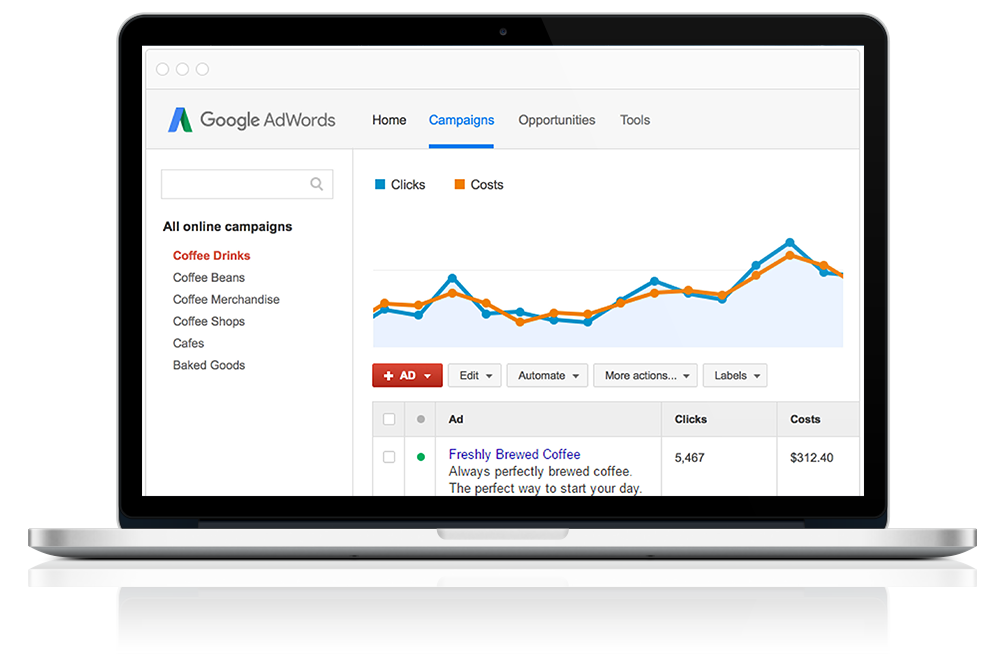 Google AdWords
Home Campaigns Opportunities Tools
Clicks Costs
All online campaigns
Coffee Drinks
Coffee Beans
Coffee Merchandise
Coffee Shops
Cafes
Baked Goods
+ AD Edit Automate More actions... Labels
Ad Clicks Costs
Freshly Brewed Coffee 5,467 $312.40
Always perfectly brewed coffee.
The perfect way to start your day.